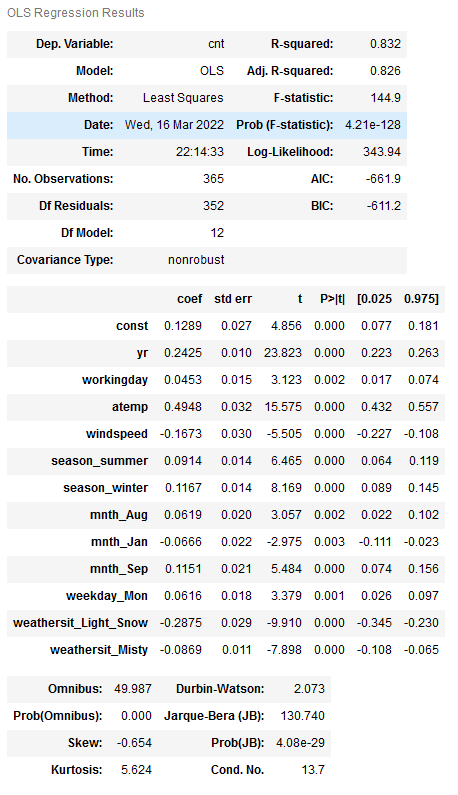 OLS Regression Results
Dep. Variable: cnt R-squared: 0.832
Model: OLS Adj. R-squared: 0.826
Method: Least Squares F-statistic: 144.9
Date: Wed, 16 Mar 2022 Prob (F-statistic): 4.21e-128
Time: 22:14:33 Log-Likelihood: 343.94
No. Observations: 365 AIC: -661.9
Df Residuals: 352 BIC: -611.2
Df Model: 12
Covariance Type: nonrobust
coef std err t P>|t| [0.025 0.975]
const 0.1289 0.027 4.856 0.000 0.077 0.181
yr 0.2425 0.010 23.823 0.000 0.223 0.263
workingday 0.0453 0.015 3.123 0.002 0.017 0.074
atemp 0.4948 0.032 15.575 0.000 0.432 0.557
windspeed -0.1673 0.030 -5.505 0.000 -0.227 -0.108
season_summer 0.0914 0.014 6.465 0.000 0.064 0.119
season_winter 0.1167 0.014 8.169 0.000 0.089 0.145
mnth_Aug 0.0619 0.020 3.057 0.002 0.022 0.102
mnth_Jan -0.0666 0.022 -2.975 0.003 -0.111 -0.023
mnth_Sep 0.1151 0.021 5.484 0.000 0.074 0.156
weekday_Mon 0.0616 0.018 3.379 0.001 0.026 0.097
weathersit_Light_Snow -0.2875 0.029 -9.910 0.000 -0.345 -0.230
weathersit_Misty -0.0869 0.011 -7.898 0.000 -0.108 -0.065
Omnibus: 49.987 Durbin-Watson: 2.073
Prob(Omnibus): 0.000 Jarque-Bera (JB): 130.740
Skew: -0.654 Prob(JB): 4.08e-29
Kurtosis: 5.624 Cond. No. 13.7